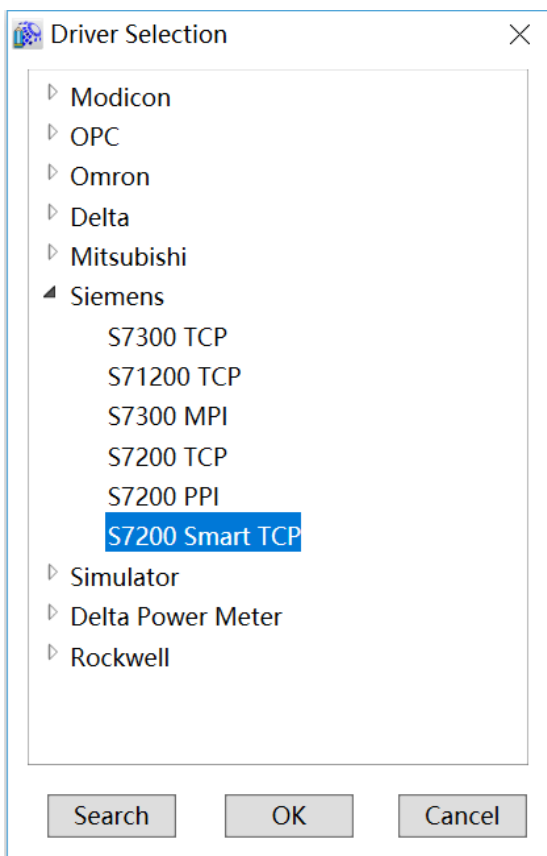 Driver Selection
Modicon
OPC
Omron
Delta
Mitsubishi
Siemens
S7300 TCP
S71200 TCP
S7300 MPI
S7200 TCP
S7200 PPI
S7200 Smart TCP
Simulator
Delta Power Meter
Rockwell
Search OK Cancel